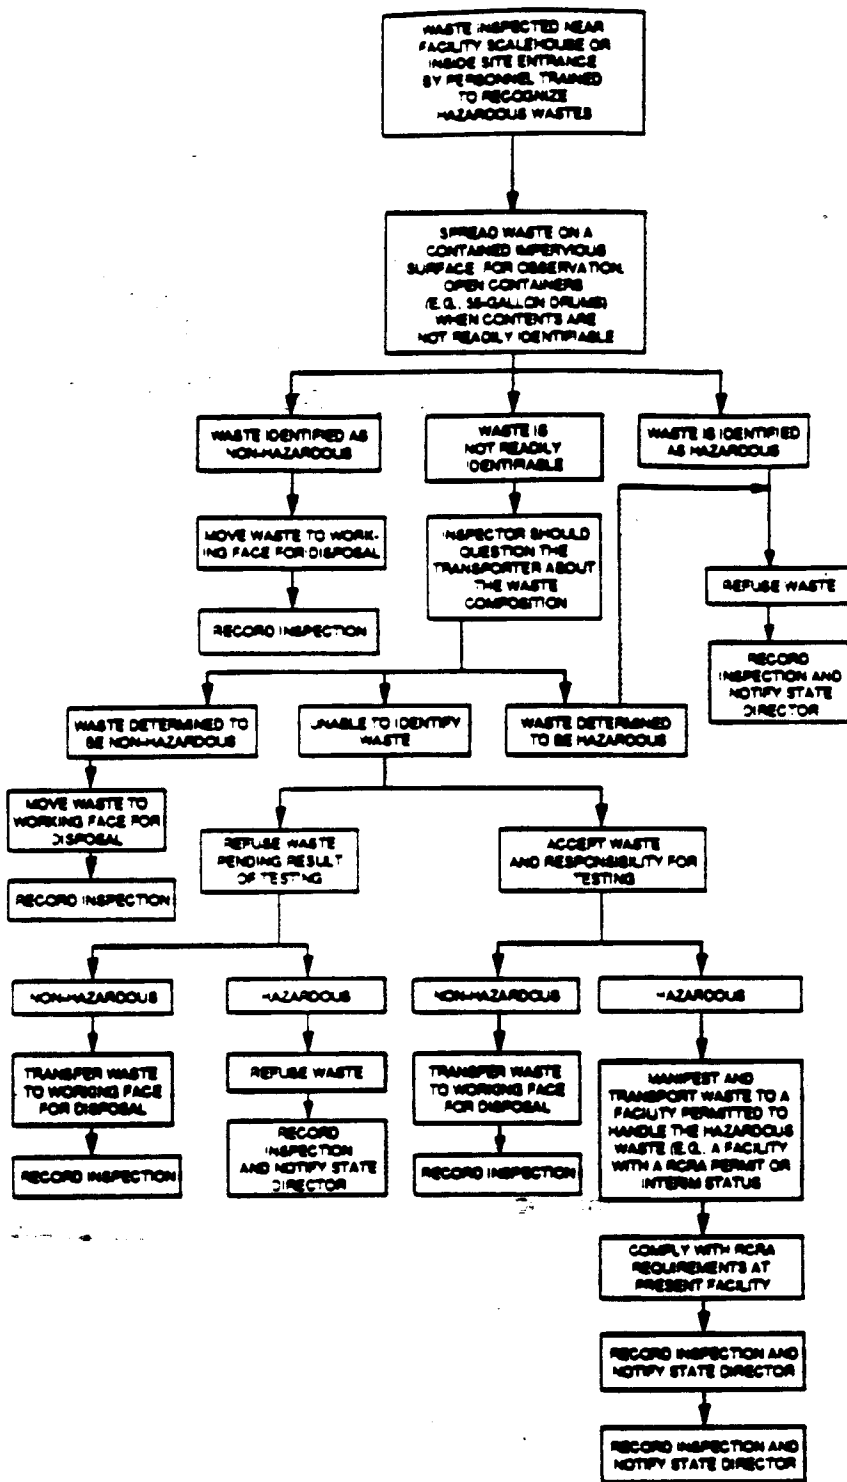 WASTE INSPECTED NEAR
FACILITY SCALEHOUSE OR
INSIDE SITE ENTRANCE
BY PERSONNEL TRAINED
TO RECOGNIZE
HAZARDOUS WASTES
SPREAD WASTE ON A
CONTAINED IMPERVIOUS
SURFACE FOR OBSERVATION.
OPEN CONTAINERS
(E.G., 55-GALLON DRUMS)
WHEN CONTENTS ARE
NOT READILY IDENTIFIABLE
WASTE IDENTIFIED AS
NON-HAZARDOUS
WASTE IS
NOT READILY
IDENTIFIABLE
WASTE IS IDENTIFIED
AS HAZARDOUS
MOVE WASTE TO WORK-
ING FACE FOR DISPOSAL
INSPECTOR SHOULD
QUESTION THE
TRANSPORTER ABOUT
THE WASTE
COMPOSITION
REFUSE WASTE
RECORD INSPECTION
RECORD
INSPECTION AND
NOTIFY STATE
DIRECTOR
WASTE DETERMINED TO
BE NON-HAZARDOUS
UNABLE TO IDENTIFY
WASTE
WASTE DETERMINED
TO BE HAZARDOUS
MOVE WASTE TO
WORKING FACE FOR
DISPOSAL
REFUSE WASTE
PENDING RESULT
OF TESTING
ACCEPT WASTE
AND RESPONSIBILITY FOR
TESTING
RECORD INSPECTION
NON-HAZARDOUS
HAZARDOUS
NON-HAZARDOUS
HAZARDOUS
TRANSFER WASTE
TO WORKING FACE
FOR DISPOSAL
REFUSE WASTE
TRANSFER WASTE
TO WORKING FACE
FOR DISPOSAL
MANIFEST AND
TRANSPORT WASTE TO A
FACILITY PERMITTED TO
HANDLE THE HAZARDOUS
WASTE (E.G., A FACILITY
WITH A RCRA PERMIT OR
INTERIM STATUS
RECORD INSPECTION
RECORD
INSPECTION
AND NOTIFY STATE
DIRECTOR
RECORD INSPECTION
COMPLY WITH RCRA
REQUIREMENTS AT
PRESENT FACILITY
RECORD INSPECTION AND
NOTIFY STATE DIRECTOR
RECORD INSPECTION AND
NOTIFY STATE DIRECTOR